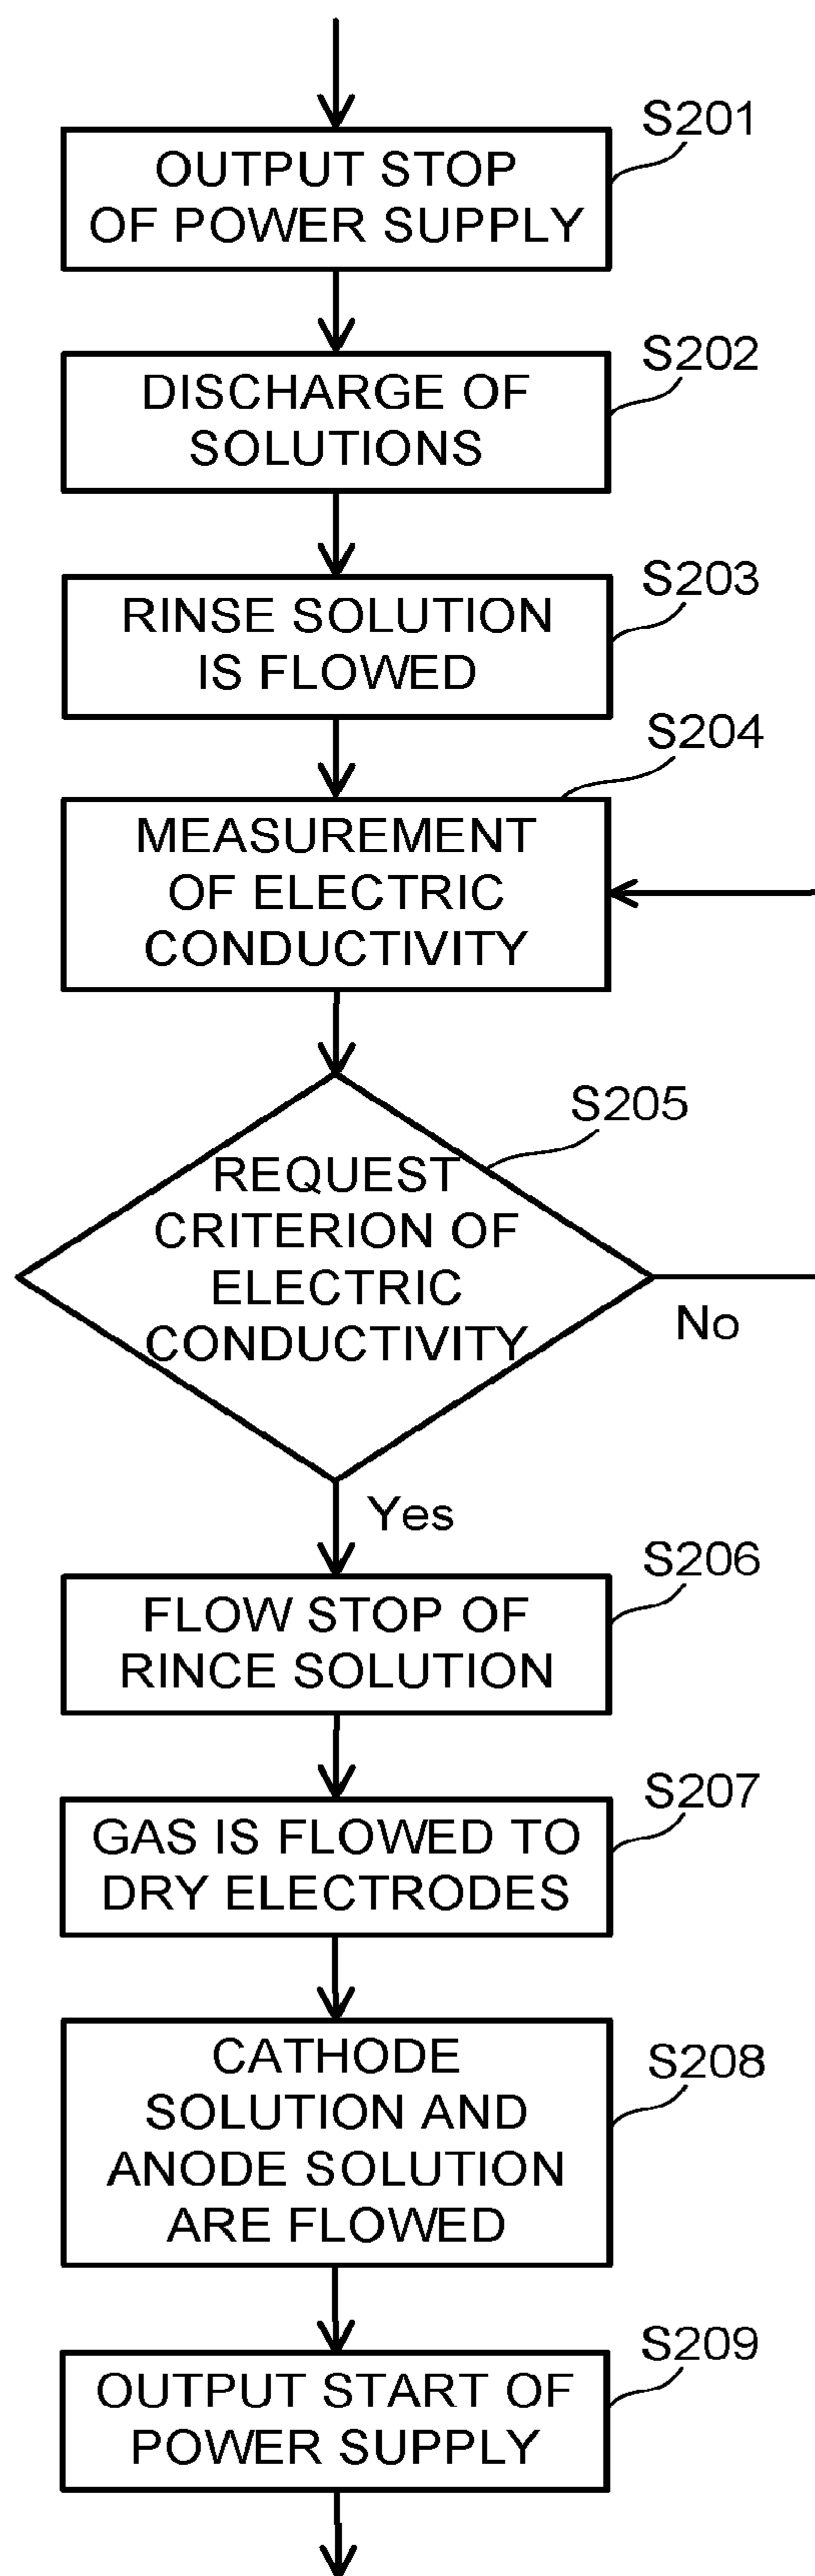 S201
OUTPUT STOP
OF POWER SUPPLY
S202
DISCHARGE OF
SOLUTIONS
S203
RINSE SOLUTION
IS FLOWED
S204
MEASUREMENT
OF ELECTRIC
CONDUCTIVITY
S205
REQUEST
CRITERION OF
ELECTRIC
CONDUCTIVITY
No
Yes
S206
FLOW STOP OF
RINCE SOLUTION
S207
GAS IS FLOWED TO
DRY ELECTRODES
S208
CATHODE
SOLUTION AND
ANODE SOLUTION
ARE FLOWED
S209
OUTPUT START OF
POWER SUPPLY